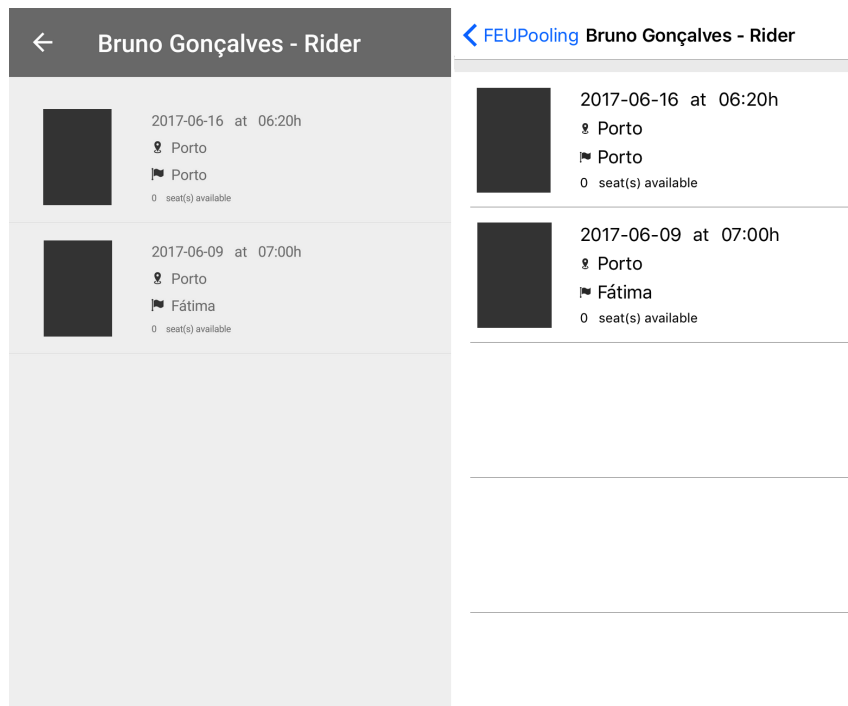 Bruno Gonçalves - Rider
2017-06-16 at 06:20h
Porto
Porto
0 seat(s) available
2017-06-09 at 07:00h
Porto
Fátima
0 seat(s) available
FEUPooling Bruno Gonçalves - Rider
2017-06-16 at 06:20h
Porto
Porto
0 seat(s) available
2017-06-09 at 07:00h
Porto
Fátima
0 seat(s) available